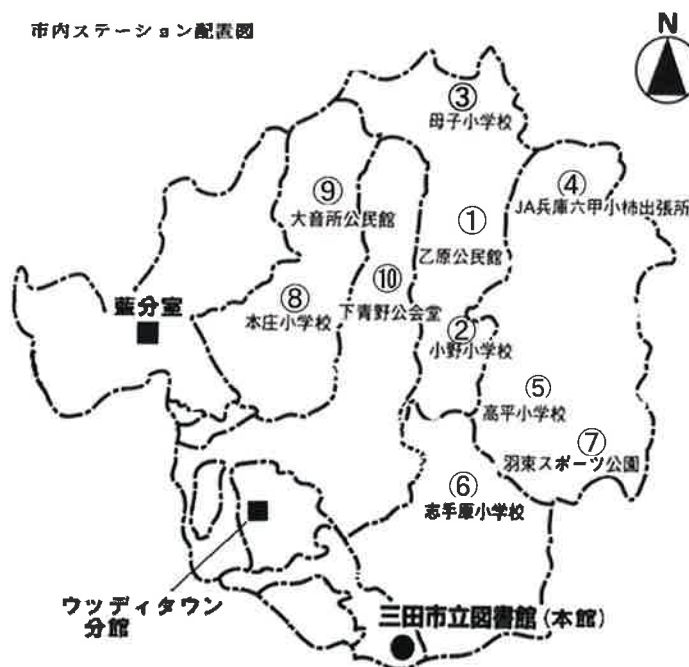 市内ステーション配置図
N
③
母子小学校
④
JA兵庫六甲小柿出張所
⑨
大音所公民館
①
乙原公民館
⑩
下青野公会堂
⑧
本庄小学校
藍分室
②
小野小学校
⑤
高平小学校
⑦
羽束スポーツ公園
⑥
志手原小学校
ウッディタウン
分館
三田市立図書館(本館)